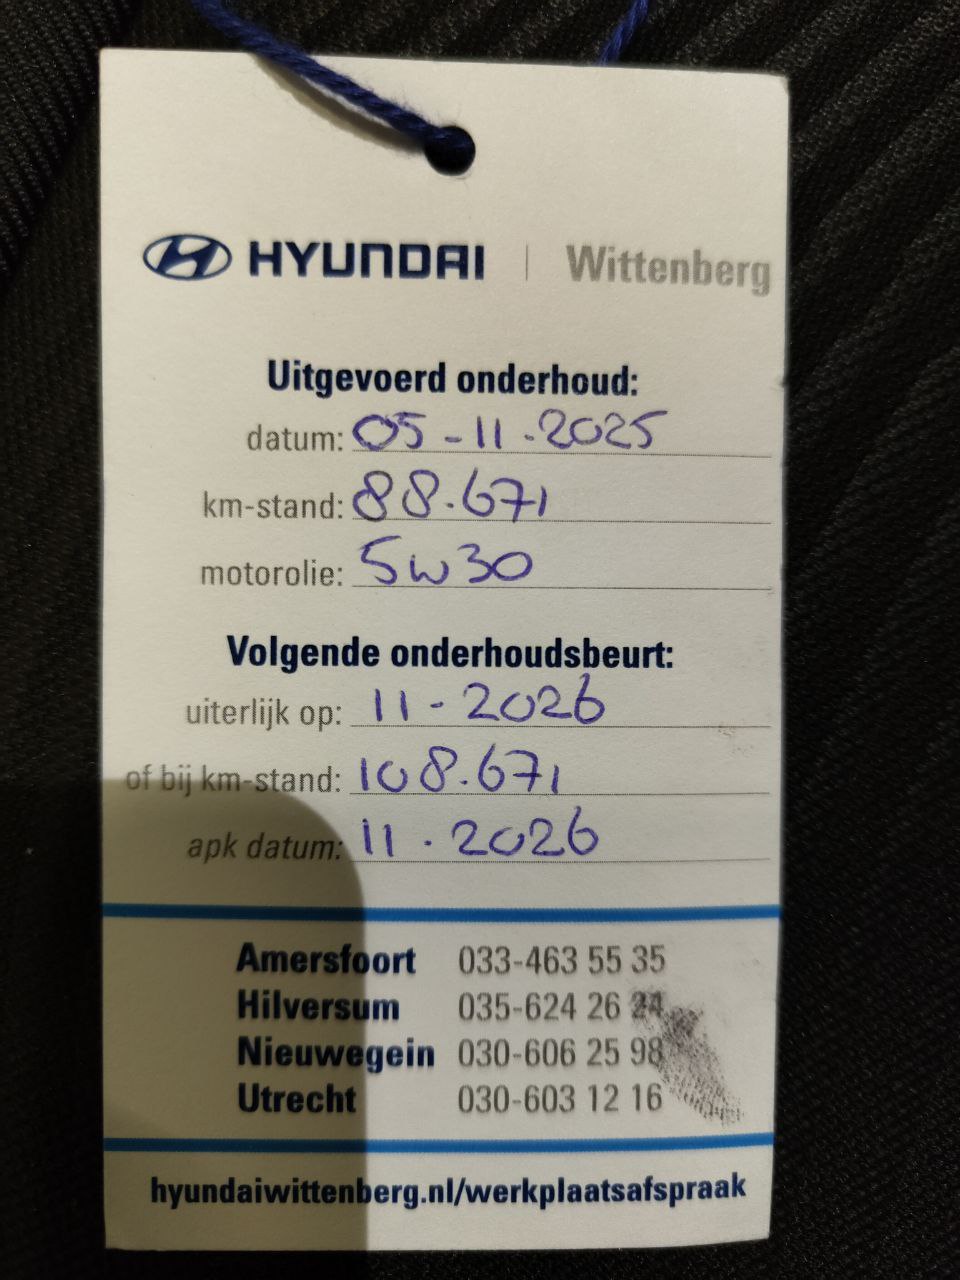 HYUNDAI | Wittenberg
Uitgevoerd onderhoud:
datum: 05-11-2025
km-stand: 88.671
motorolie: 5W30
Volgende onderhoudsbeurt:
uiterlijk op: 11-2026
of bij km-stand: 108.671
apk datum: 11.2026
Amersfoort 033-463 55 35
Hilversum 035-624 26 24
Nieuwegein 030-606 25 98
Utrecht 030-603 12 16
hyundaiwittenberg.nl/werkplaatsafspraak